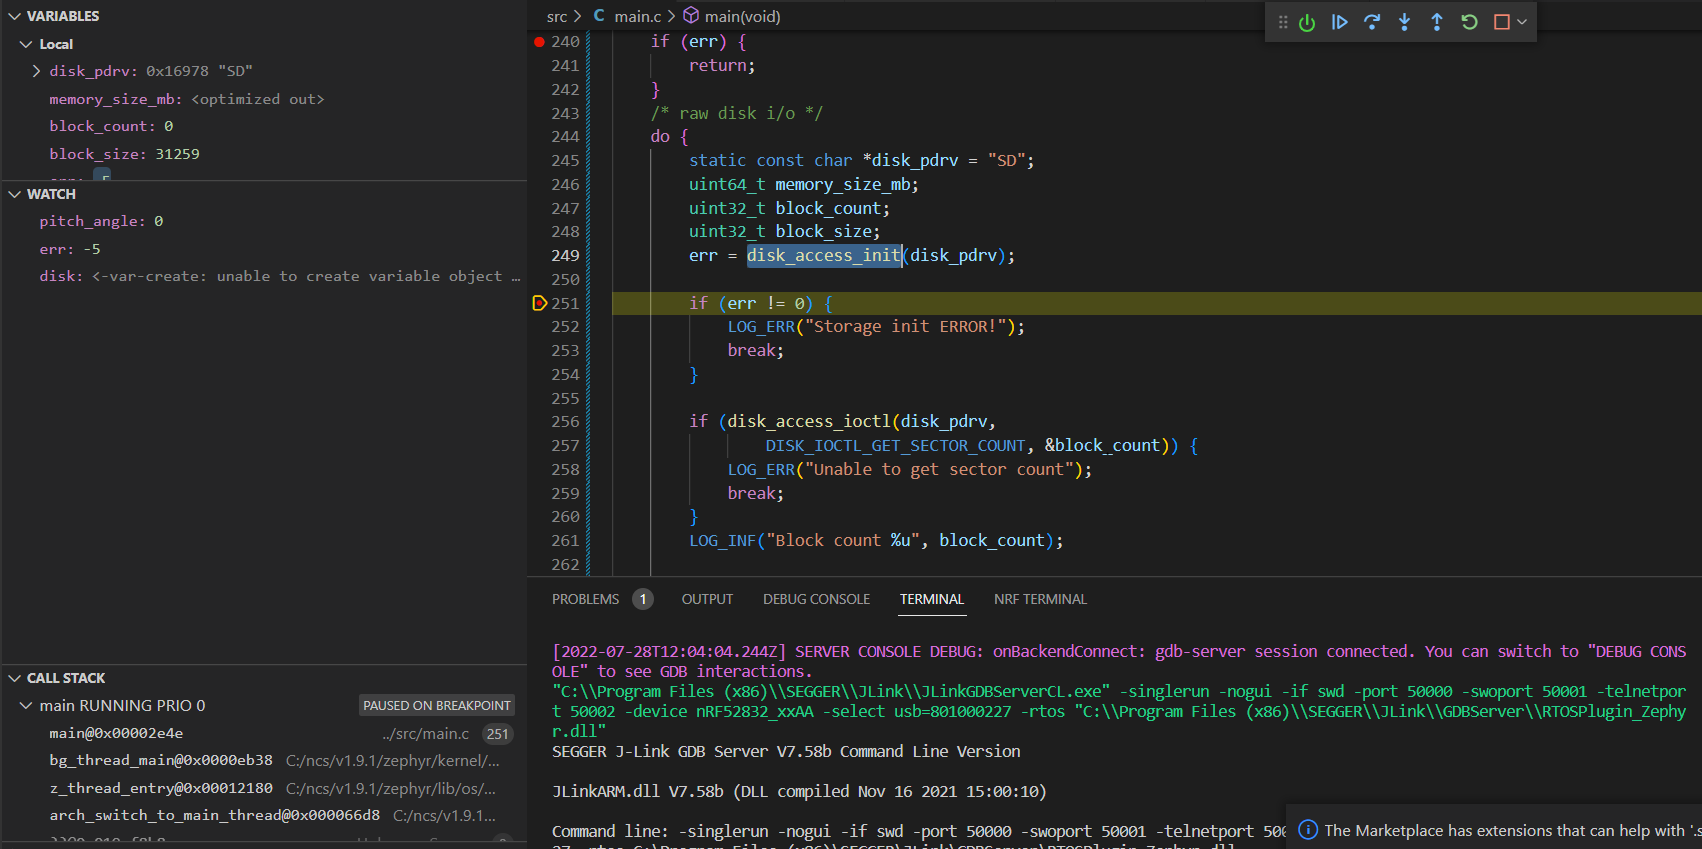 VARIABLES
Local
disk_pdrv: 0x16978 "SD"
memory_size_mb: <optimized out>
block_count: 0
block_size: 31259
WATCH
pitch_angle: 0
err: -5
disk: <-var-create: unable to create variable object …
CALL STACK
main RUNNING PRIO 0 PAUSED ON BREAKPOINT
main@0x00002e4e ../src/main.c 251
bg_thread_main@0x0000eb38 C:/ncs/v1.9.1/zephyr/kernel/...
z_thread_entry@0x00012180 C:/ncs/v1.9.1/zephyr/lib/os/...
arch_switch_to_main_thread@0x000066d8 C:/ncs/v1.9.1...
src > C main.c > main(void)
240 if (err) {
241 return;
242 }
243 /* raw disk i/o */
244 do {
245 static const char *disk_pdrv = "SD";
246 uint64_t memory_size_mb;
247 uint32_t block_count;
248 uint32_t block_size;
249 err = disk_access_init(disk_pdrv);
250
251 if (err != 0) {
252 LOG_ERR("Storage init ERROR!");
253 break;
254 }
255
256 if (disk_access_ioctl(disk_pdrv,
257 DISK_IOCTL_GET_SECTOR_COUNT, &block_count)) {
258 LOG_ERR("Unable to get sector count");
259 break;
260 }
261 LOG_INF("Block count %u", block_count);
262
PROBLEMS 1 OUTPUT DEBUG CONSOLE TERMINAL NRF TERMINAL
[2022-07-28T12:04:04.244Z] SERVER CONSOLE DEBUG: onBackendConnect: gdb-server session connected. You can switch to "DEBUG CONS
OLE" to see GDB interactions.
"C:\\Program Files (x86)\\SEGGER\\JLink\\JLinkGDBServerCL.exe" -singlerun -nogui -if swd -port 50000 -swoport 50001 -telnetpor
t 50002 -device nRF52832_xxAA -select usb=801000227 -rtos "C:\\Program Files (x86)\\SEGGER\\JLink\\GDBServer\\RTOSPlugin_Zephy
r.dll"
SEGGER J-Link GDB Server V7.58b Command Line Version
JLinkARM.dll V7.58b (DLL compiled Nov 16 2021 15:00:10)
Command line: -singlerun -nogui -if swd -port 50000 -swoport 50001 -telnetport 500
The Marketplace has extensions that can help with '.s